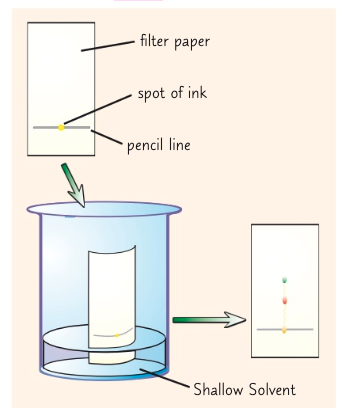 filter paper
spot of ink
pencil line
Shallow Solvent